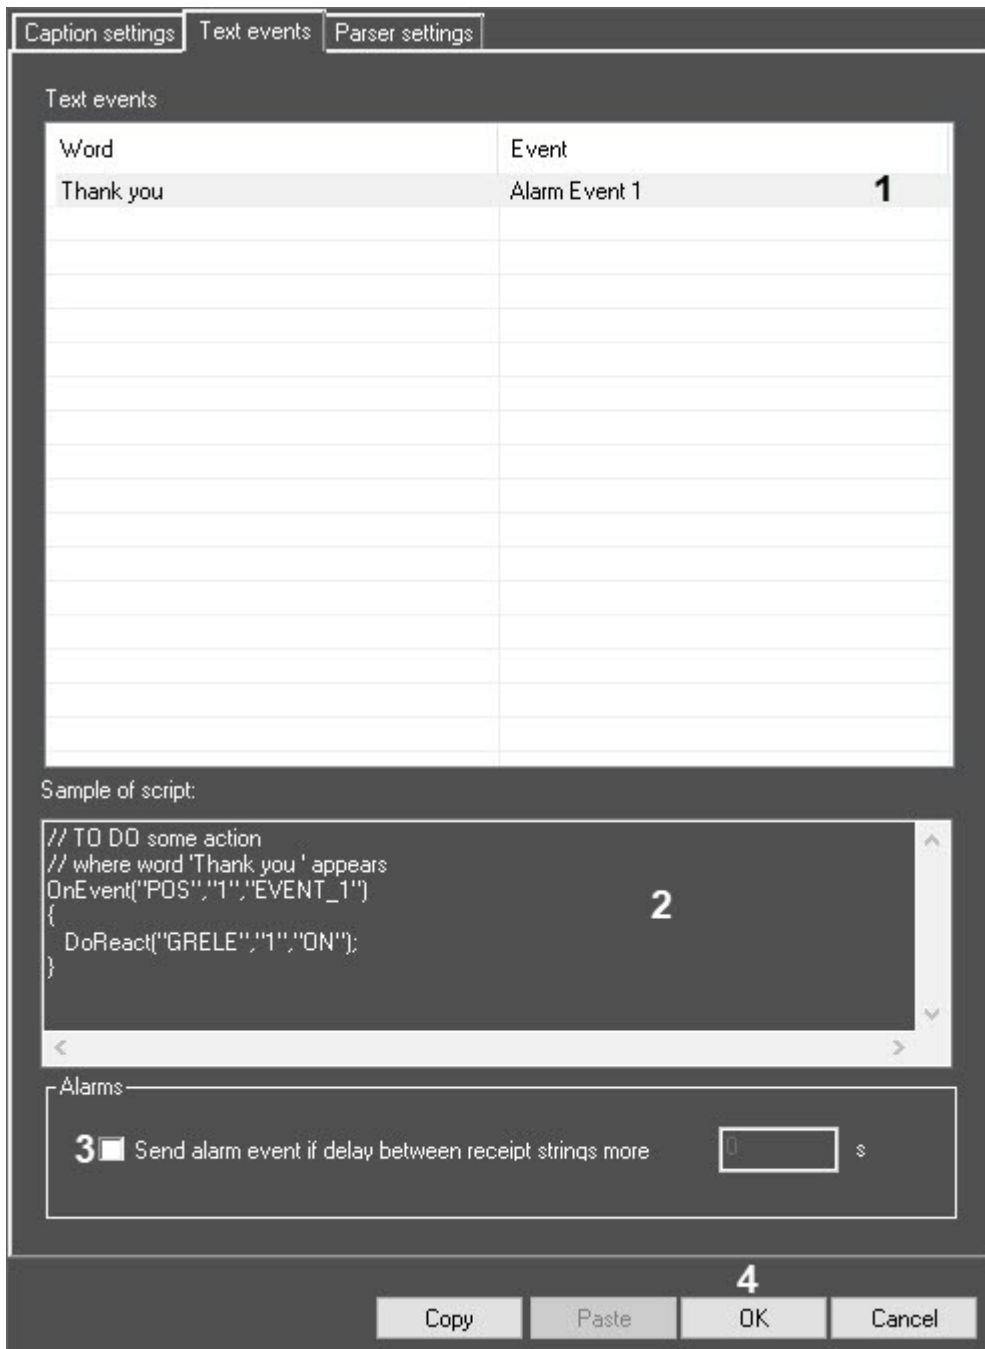 Caption settings Text events Parser settings
Text events
Word Event
Thank you Alarm Event 1 1
Sample of script:
// TO DO some action
// where word 'Thank you ' appears
OnEvent("POS","1","EVENT_1")
{
DoReact("GRELE","1","ON");
}
2
Alarms
3 Send alarm event if delay between receipt strings more 0 s
4
Copy Paste OK Cancel